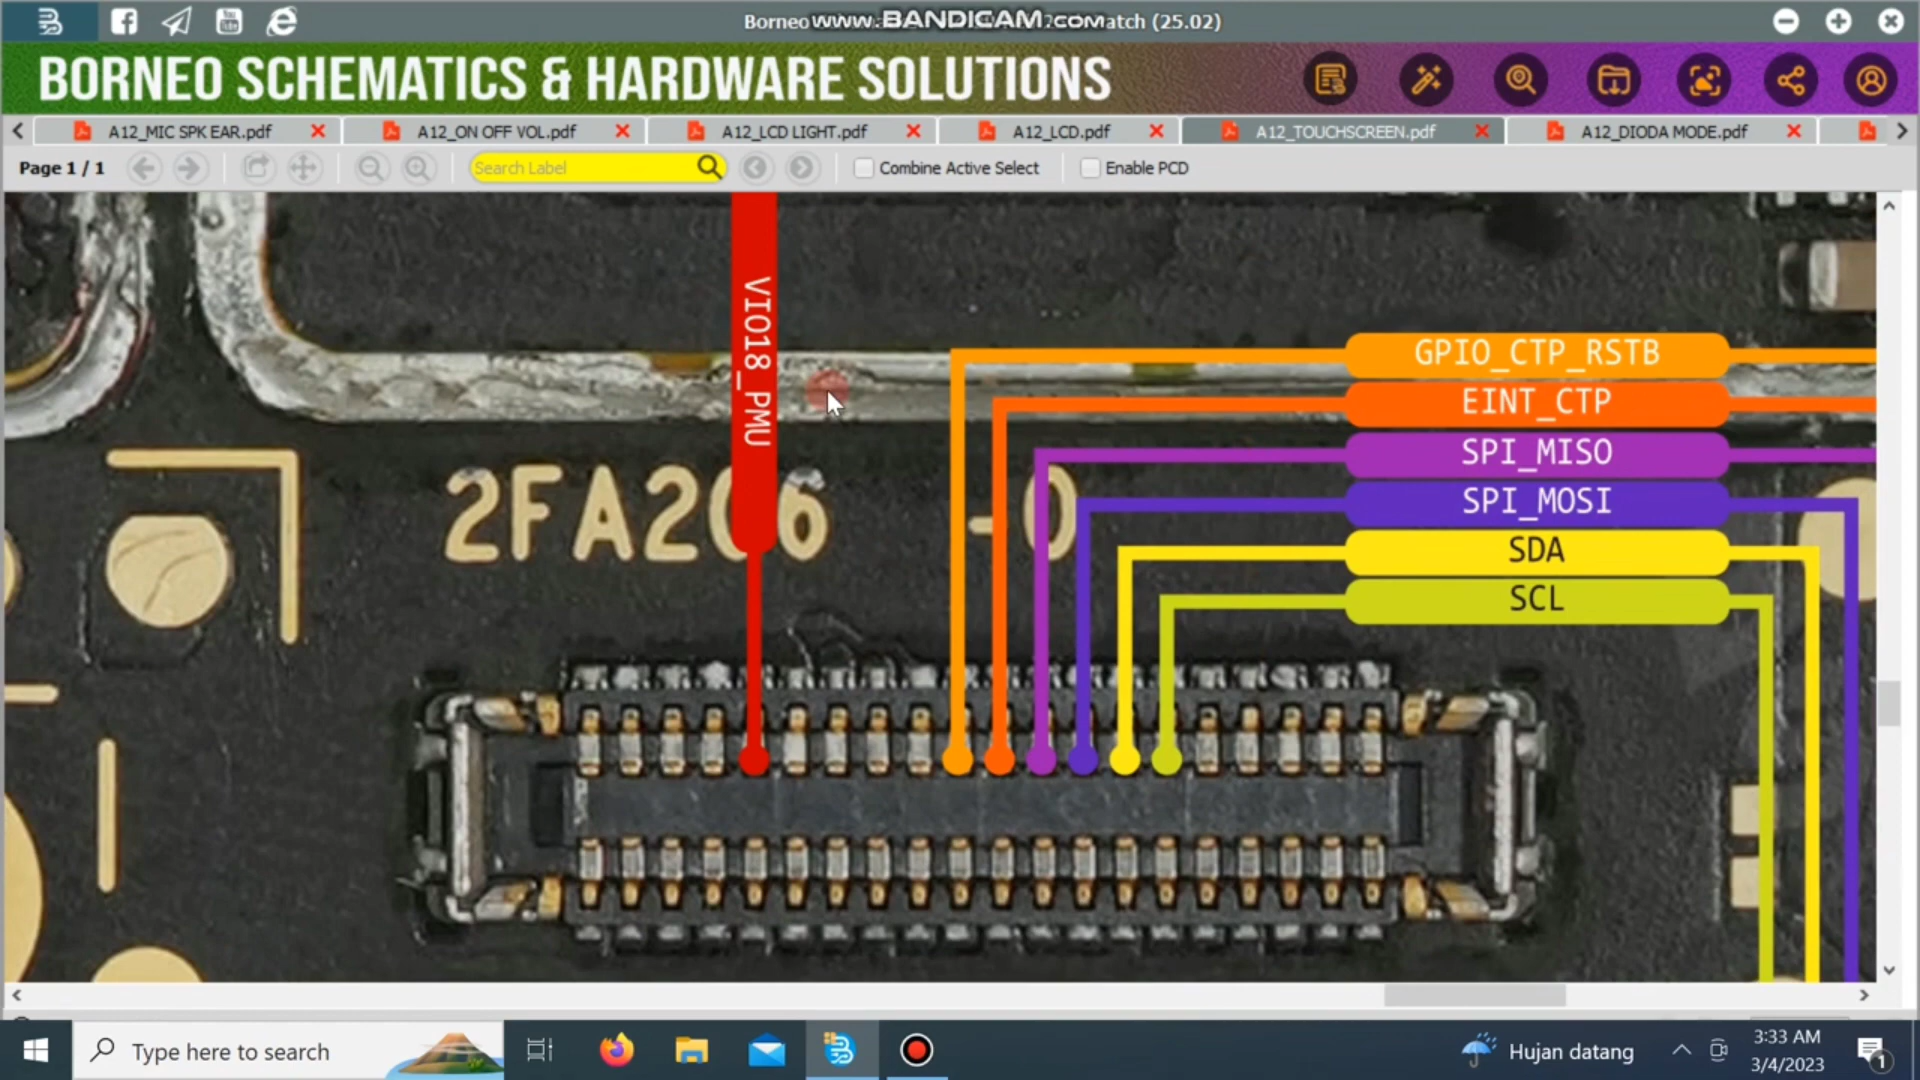 Borneo www.BANDICAM.COM atch (25.02)
BORNEO SCHEMATICS & HARDWARE SOLUTIONS
A12_MIC SPK EAR.pdf
A12_ON OFF VOL.pdf
A12_LCD LIGHT.pdf
A12_LCD.pdf
A12_TOUCHSCREEN.pdf
A12_DIODA MODE.pdf
Page 1 / 1
Search Label
Combine Active Select
Enable PCD
VIO18_PMU
GPIO_CTP_RSTB
EINT_CTP
SPI_MISO
SPI_MOSI
SDA
SCL
2FA2 6 -0
Type here to search
Hujan datang
3:33 AM
3/4/2023
1